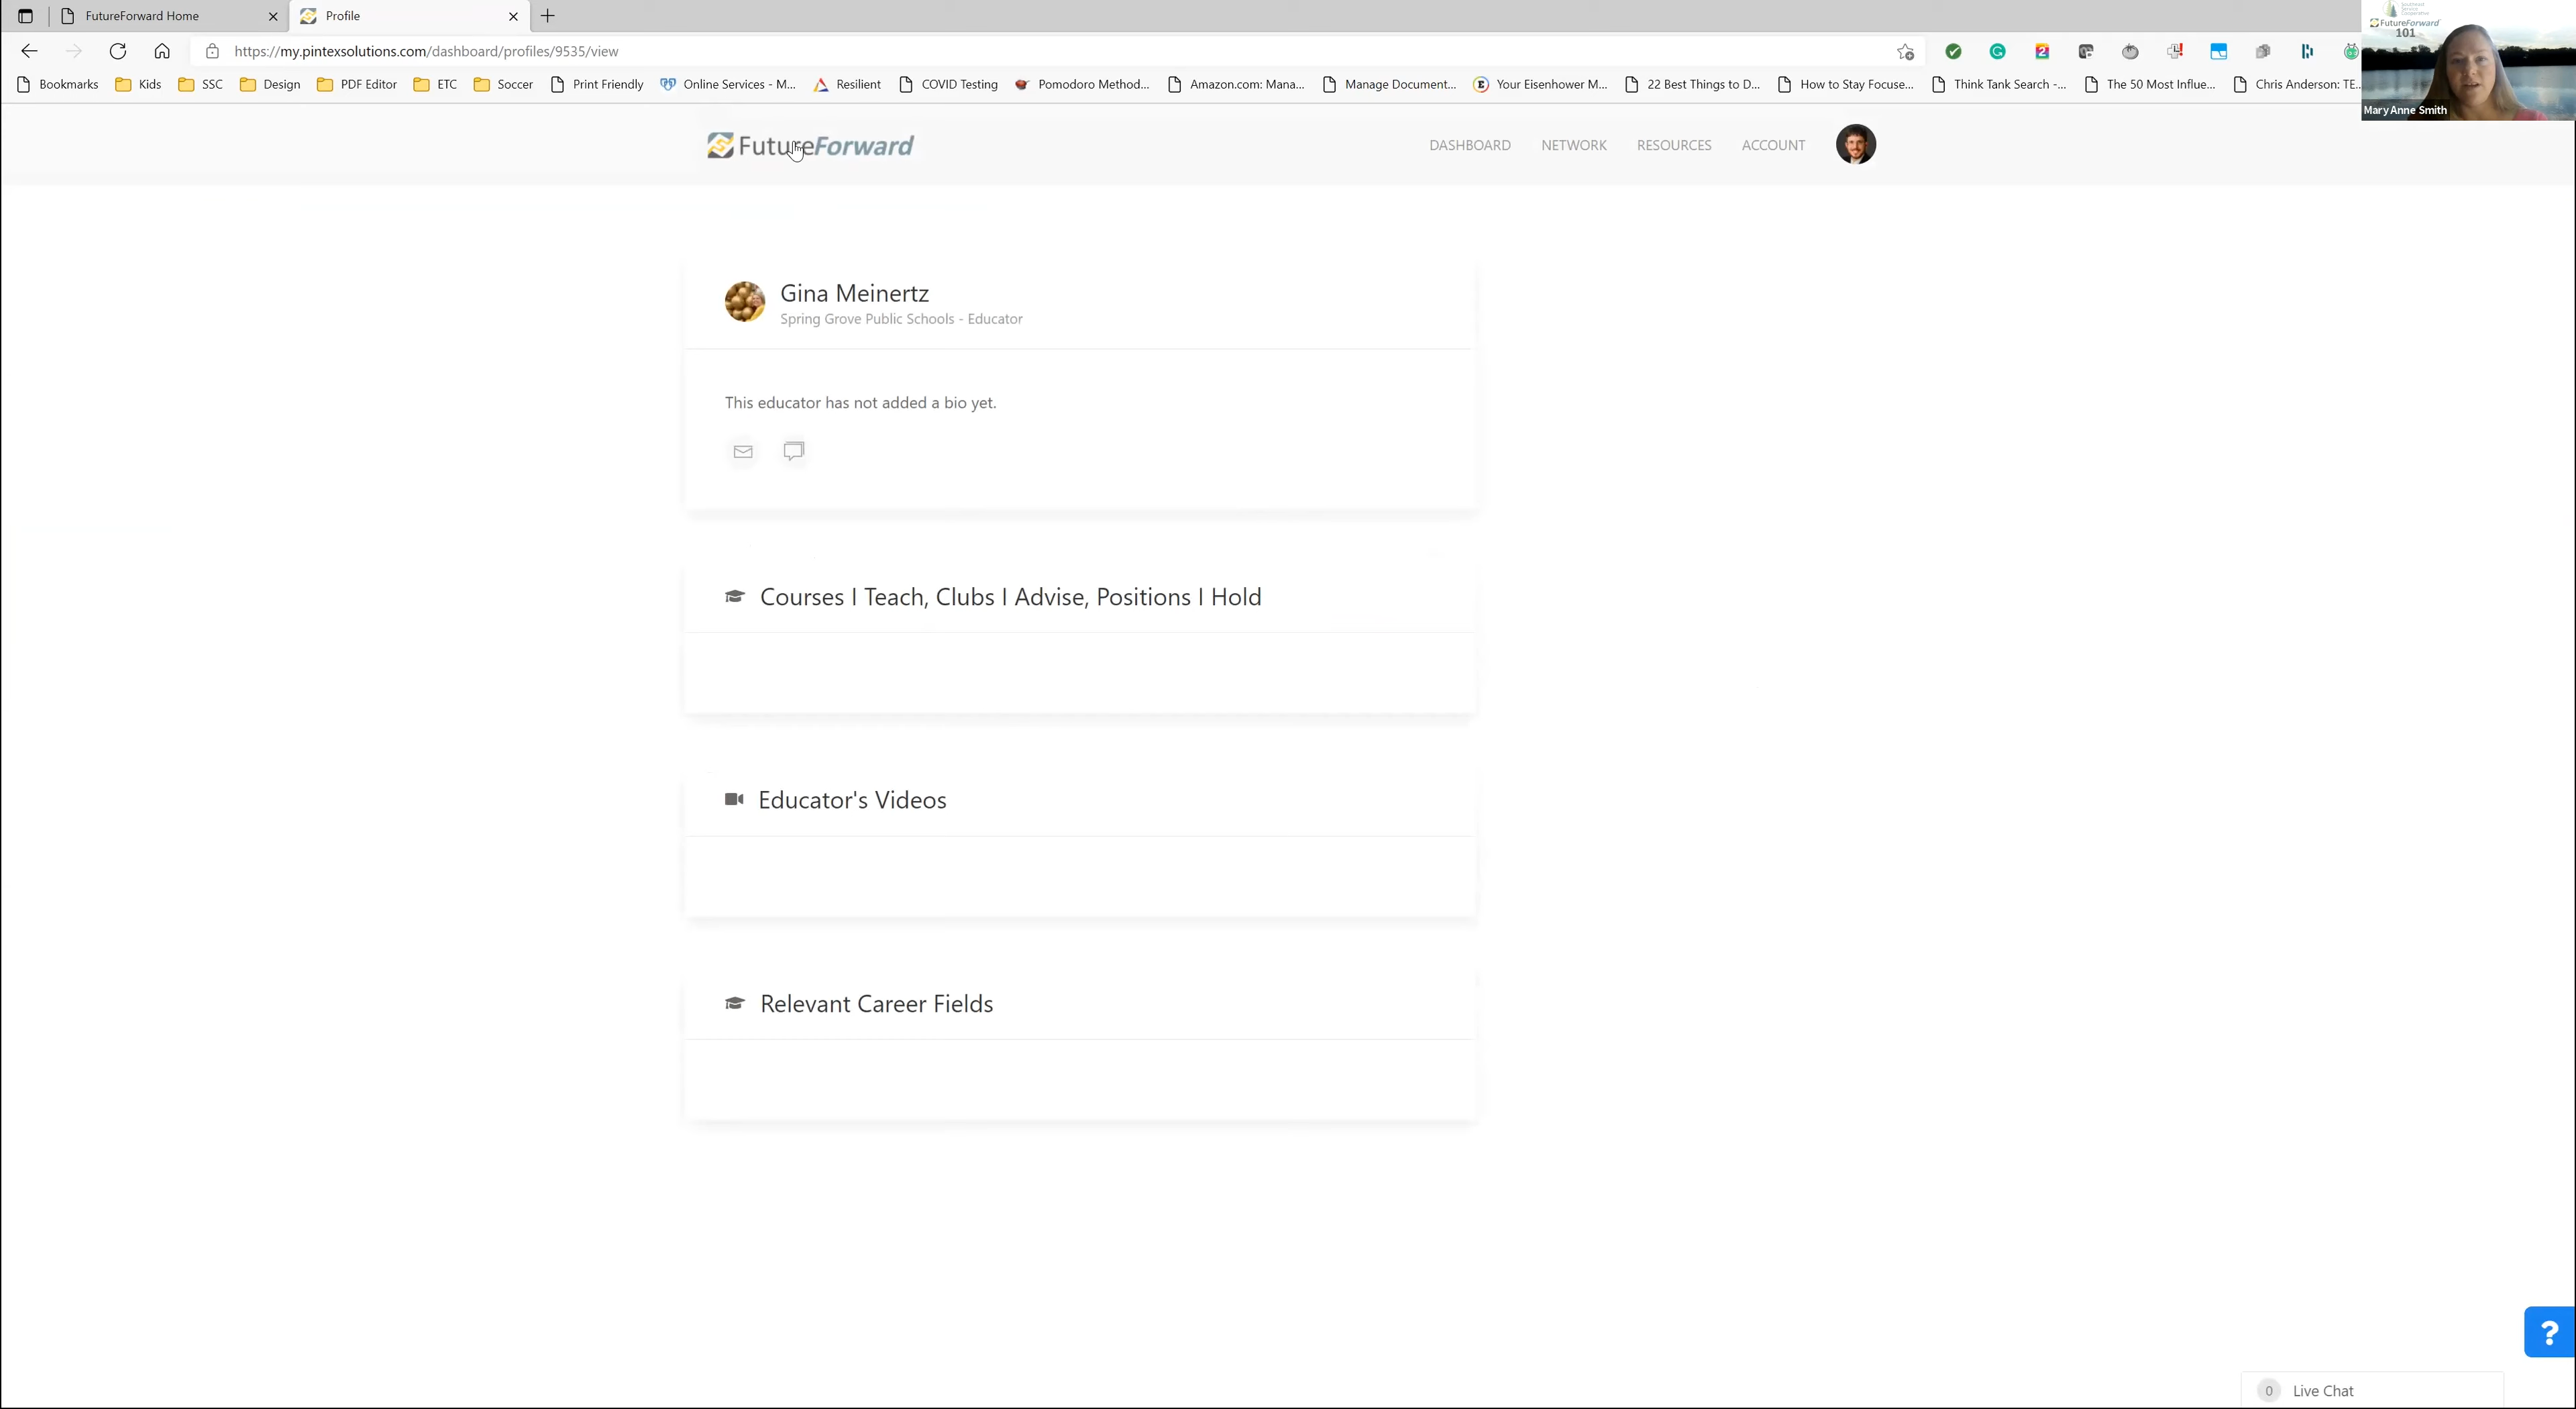 FutureForward Home
Profile
https://my.pintexsolutions.com/dashboard/profiles/9535/view
Bookmarks Kids SSC Design PDF Editor ETC Soccer Print Friendly Online Services - M... Resilient COVID Testing Pomodoro Method... Amazon.com: Mana... Manage Document... Your Eisenhower M... 22 Best Things to D... How to Stay Focuse... Think Tank Search -... The 50 Most Influe... Chris Anderson: TE...
Southeast
Service
Cooperative
FutureForward
101
Mary Anne Smith
FutureForward
DASHBOARD NETWORK RESOURCES ACCOUNT
Gina Meinertz
Spring Grove Public Schools - Educator
This educator has not added a bio yet.
Courses I Teach, Clubs I Advise, Positions I Hold
Educator's Videos
Relevant Career Fields
?
0 Live Chat